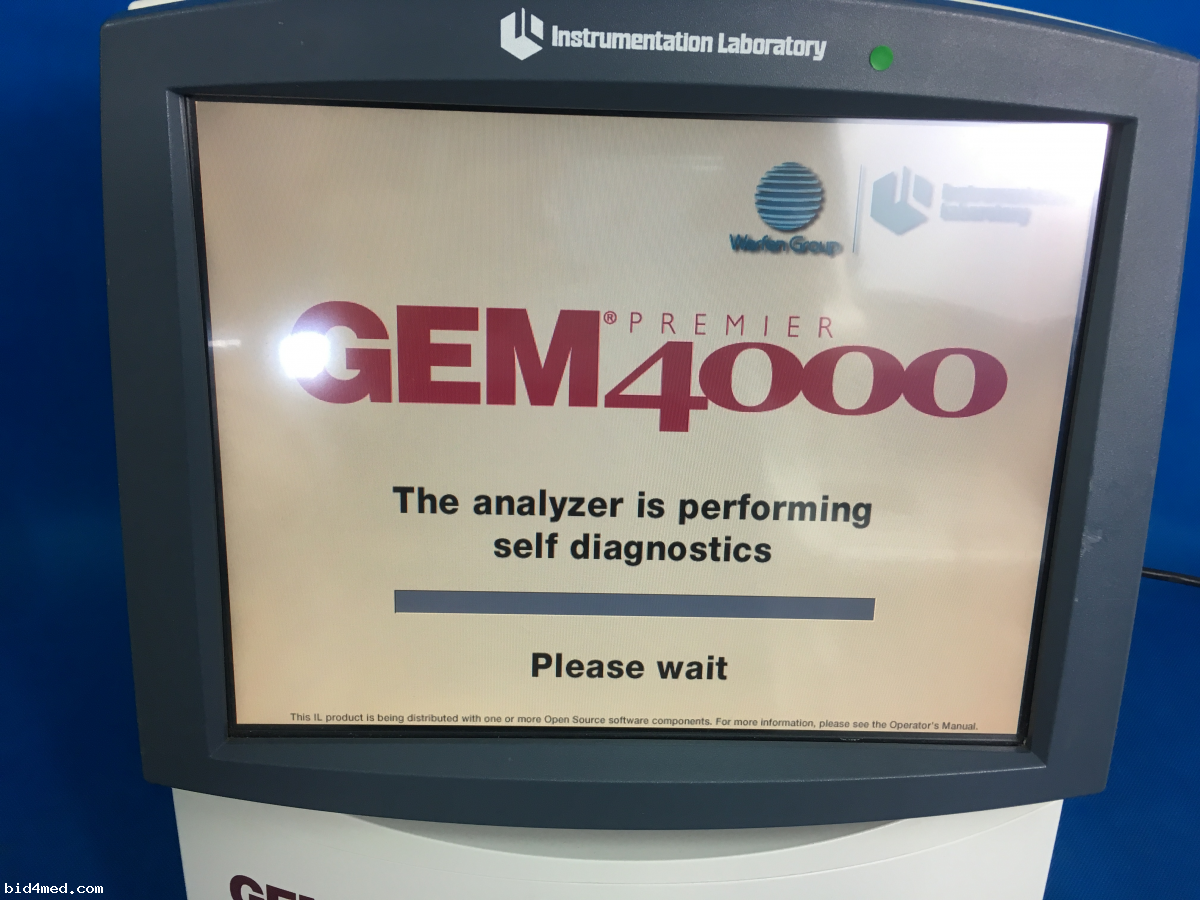 Instrumentation Laboratory
Werfen Group
GEM® PREMIER
4000
The analyzer is performing
self diagnostics
Please wait
This IL product is being distributed with one or more Open Source software components. For more information, please see the Operator's Manual.
bid4med.com